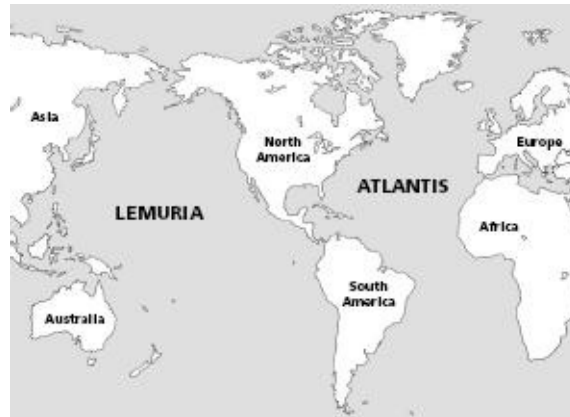 Asia
North
America
Europe
ATLANTIS
LEMURIA
Africa
South
America
Australia